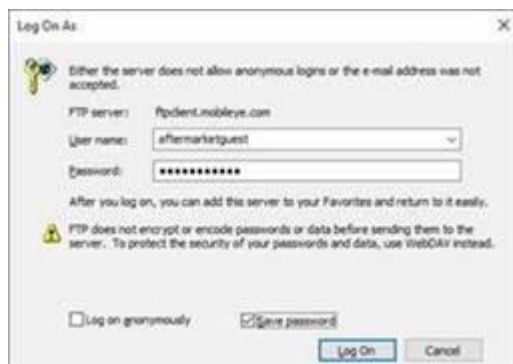 Log On As
Either the server does not allow anonymous logins or the e-mail address was not
accepted.
FTP server: ftpclient.mobileye.com
User name: aftermarketguest
Password: ●●●●●●●●●●●
After you log on, you can add this server to your Favorites and return to it easily.
FTP does not encrypt or encode passwords or data before sending them to the
server. To protect the security of your passwords and data, use WebDAV instead.
Log on anonymously Save password
Log On Cancel